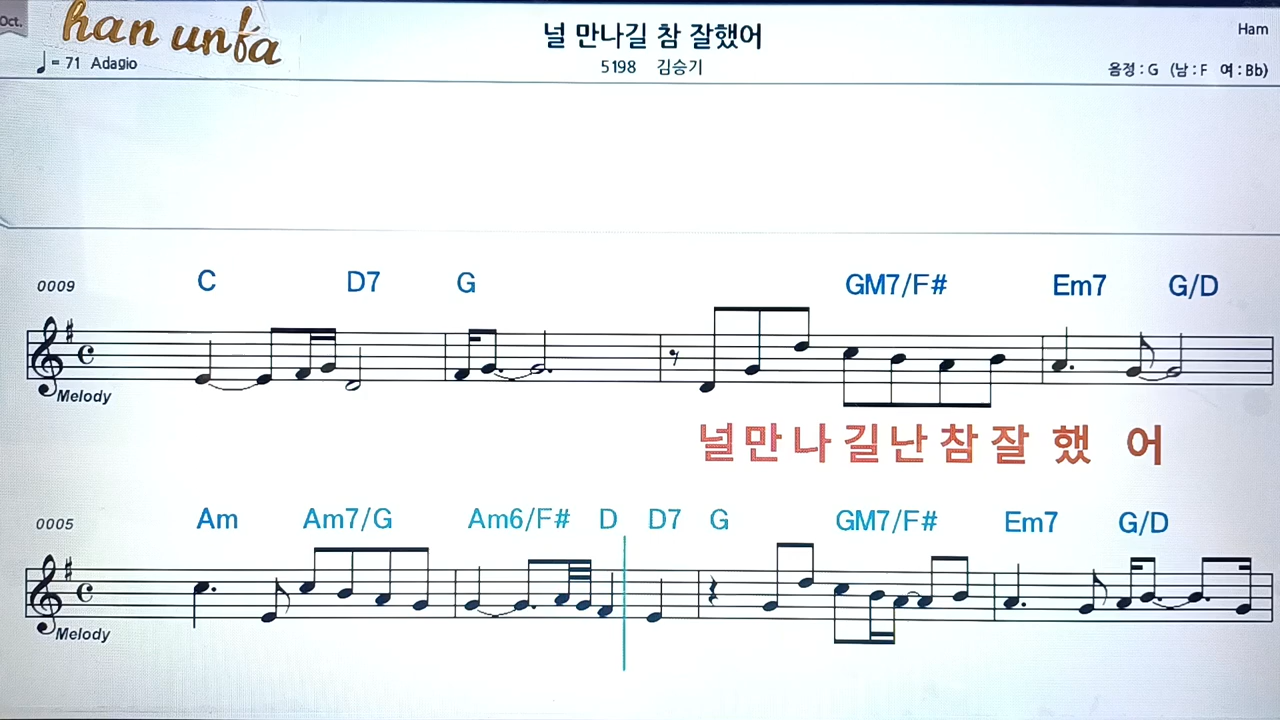 Oct.
han unfa
널 만나길 참 잘했어
Ham
= 71 Adagio
5198 김승기
음정 : G (남 : F 여 : Bb)
C D7 G GM7/F# Em7 G/D
0009
Melody
널 만 나 길 난 참 잘 했 어
Am Am7/G Am6/F# D D7 G GM7/F# Em7 G/D
0005
Melody